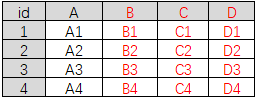 id A B C D
1 A1 B1 C1 D1
2 A2 B2 C2 D2
3 A3 B3 C3 D3
4 A4 B4 C4 D4